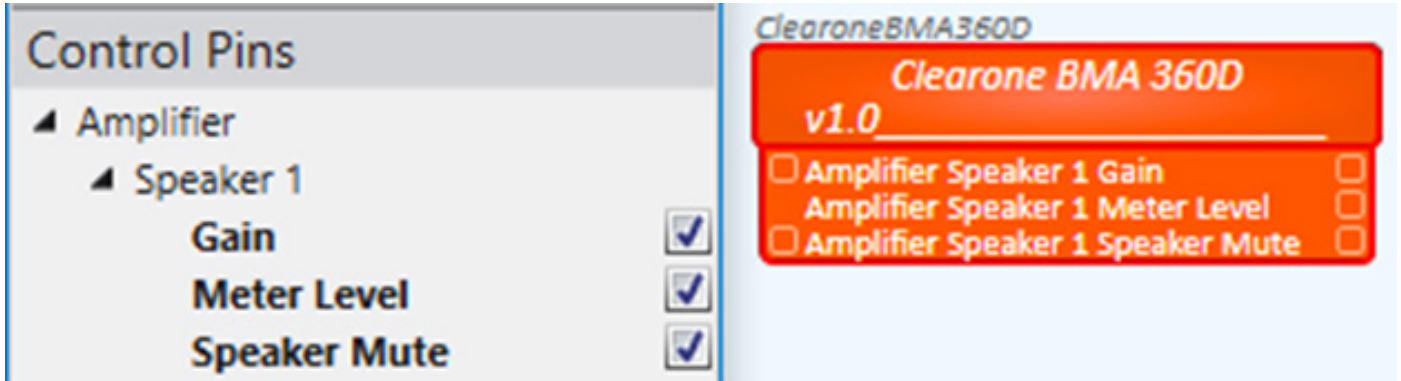 Control Pins
Amplifier
Speaker 1
Gain
Meter Level
Speaker Mute
ClearoneBMA360D
Clearone BMA 360D
v1.0
Amplifier Speaker 1 Gain
Amplifier Speaker 1 Meter Level
Amplifier Speaker 1 Speaker Mute